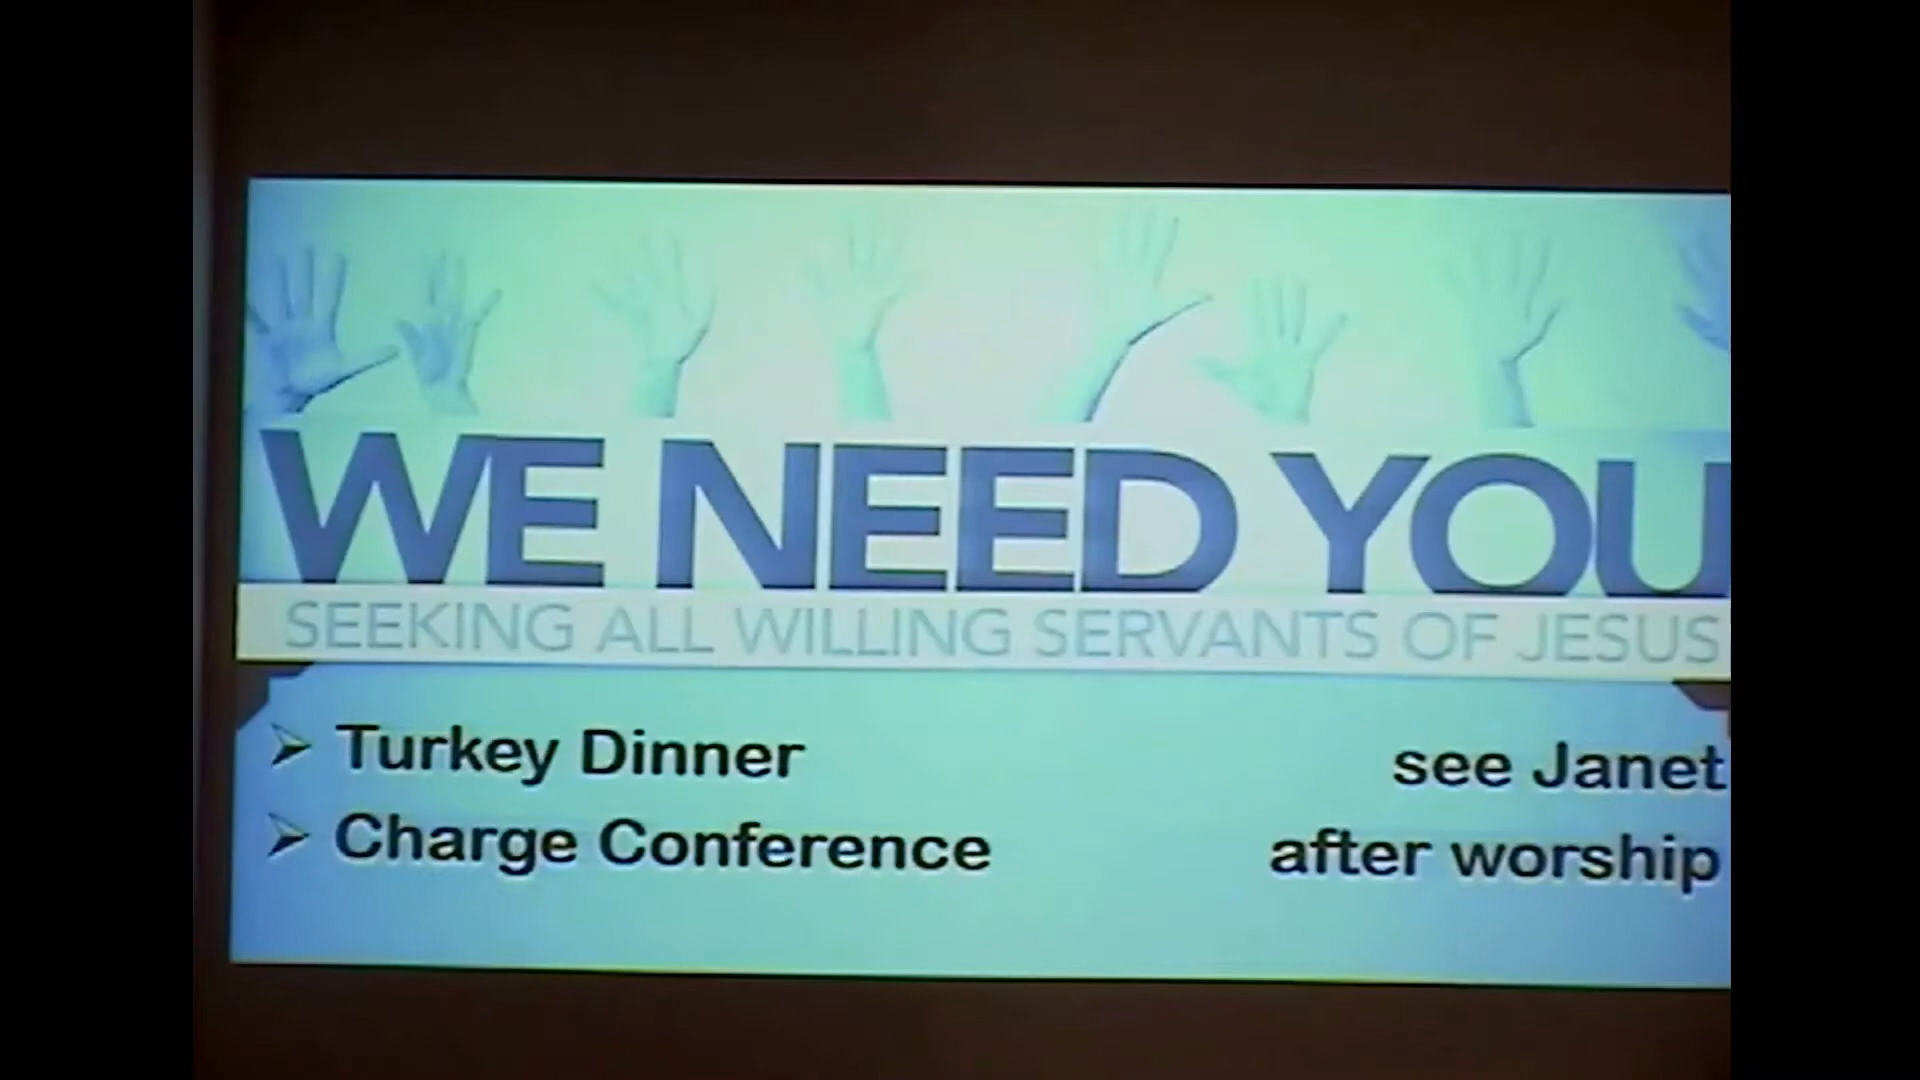 WE NEED YOU
SEEKING ALL WILLING SERVANTS OF JESUS
➢ Turkey Dinner see Janet
➢ Charge Conference after worship